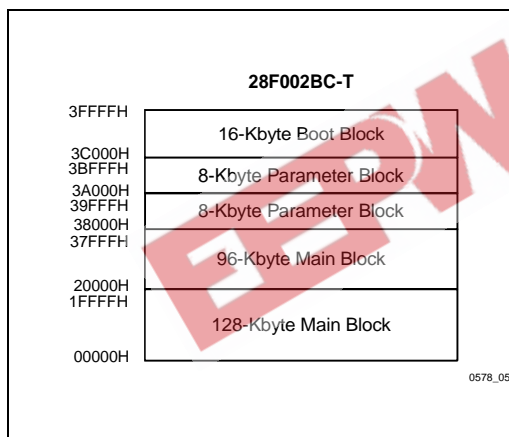 28F002BC-T
3FFFFH
16-Kbyte Boot Block
3C000H
3BFFFH
8-Kbyte Parameter Block
3A000H
39FFFH
8-Kbyte Parameter Block
38000H
37FFFH
96-Kbyte Main Block
20000H
1FFFFH
128-Kbyte Main Block
00000H
0578_05
EEPW